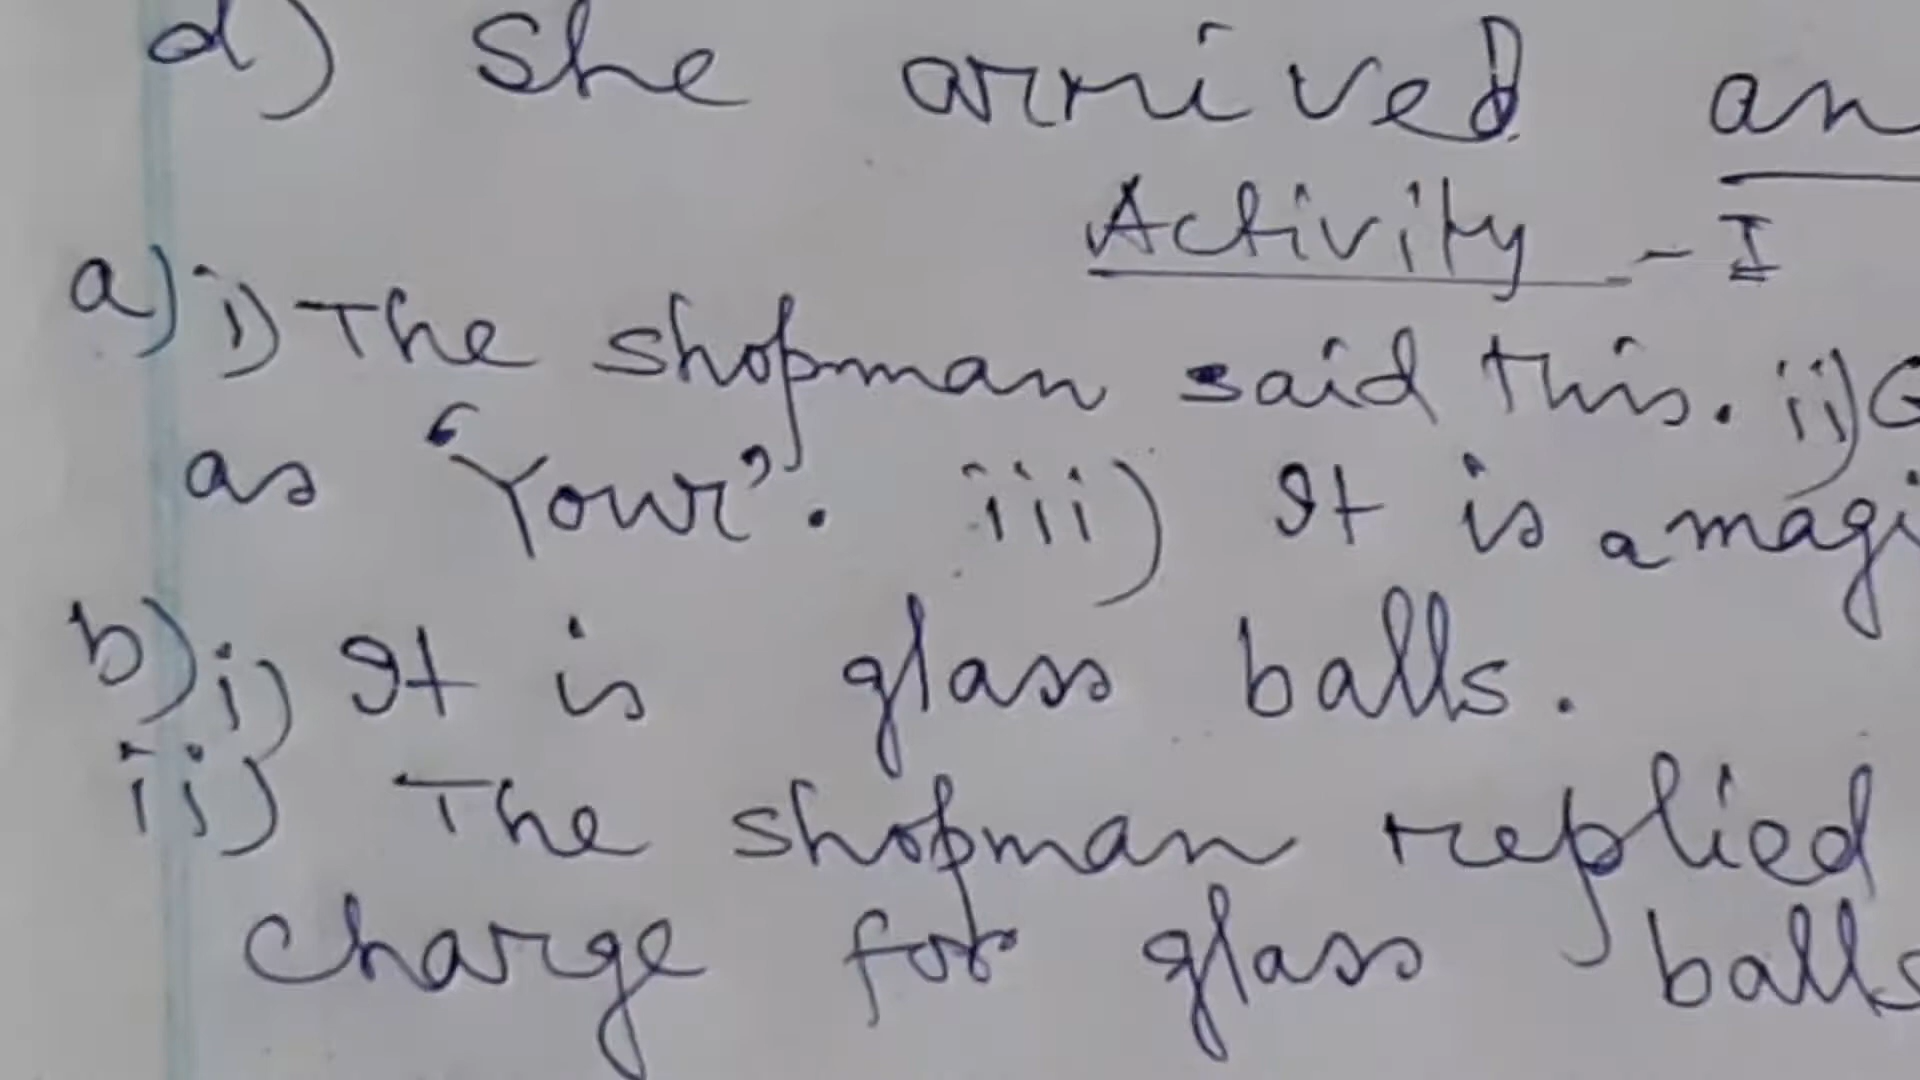 d) She arrived an
Activity - I
a) i) The shopman said this. ii) G
as 'Your'. iii) It is a magi
b) i) It is glass balls.
ii) The shopman replied
charge for glass balls